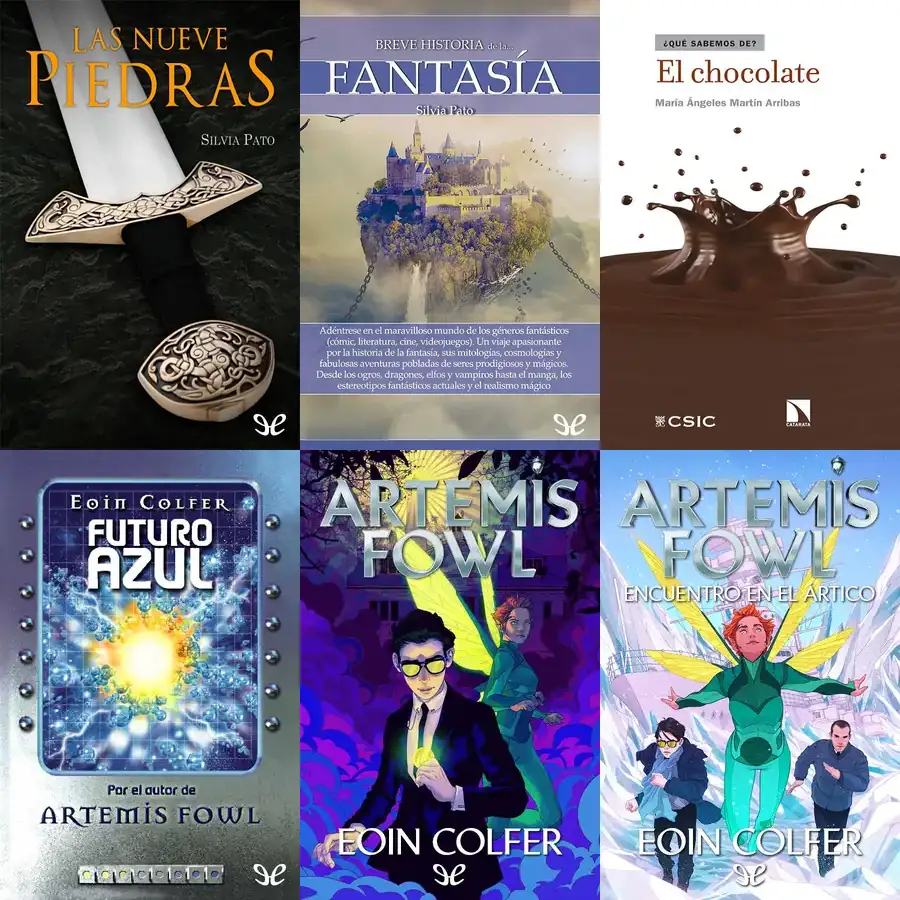 LAS NUEVE
PIEDRAS
SILVIA PATO
BREVE HISTORIA de la...
FANTASÍA
Silvia Pato
Adéntrese en el maravilloso mundo de los géneros fantásticos
(cómic, literatura, cine, videojuegos). Un viaje apasionante
por la historia de la fantasía, sus mitologías, cosmologías y
fabulosas aventuras pobladas de seres prodigiosos y mágicos.
Desde los ogros, dragones, elfos y vampiros hasta el manga, los
estereotipos fantásticos actuales y el realismo mágico
¿QUÉ SABEMOS DE?
El chocolate
María Ángeles Martín Arribas
CSIC
CATARATA
EOIN COLFER
FUTURO
AZUL
Por el autor de
ARTEMIS FOWL
ARTEMIS
FOWL
EOIN COLFER
ARTEMIS
FOWL
ENCUENTRO EN EL ÁRTICO
EOIN COLFER